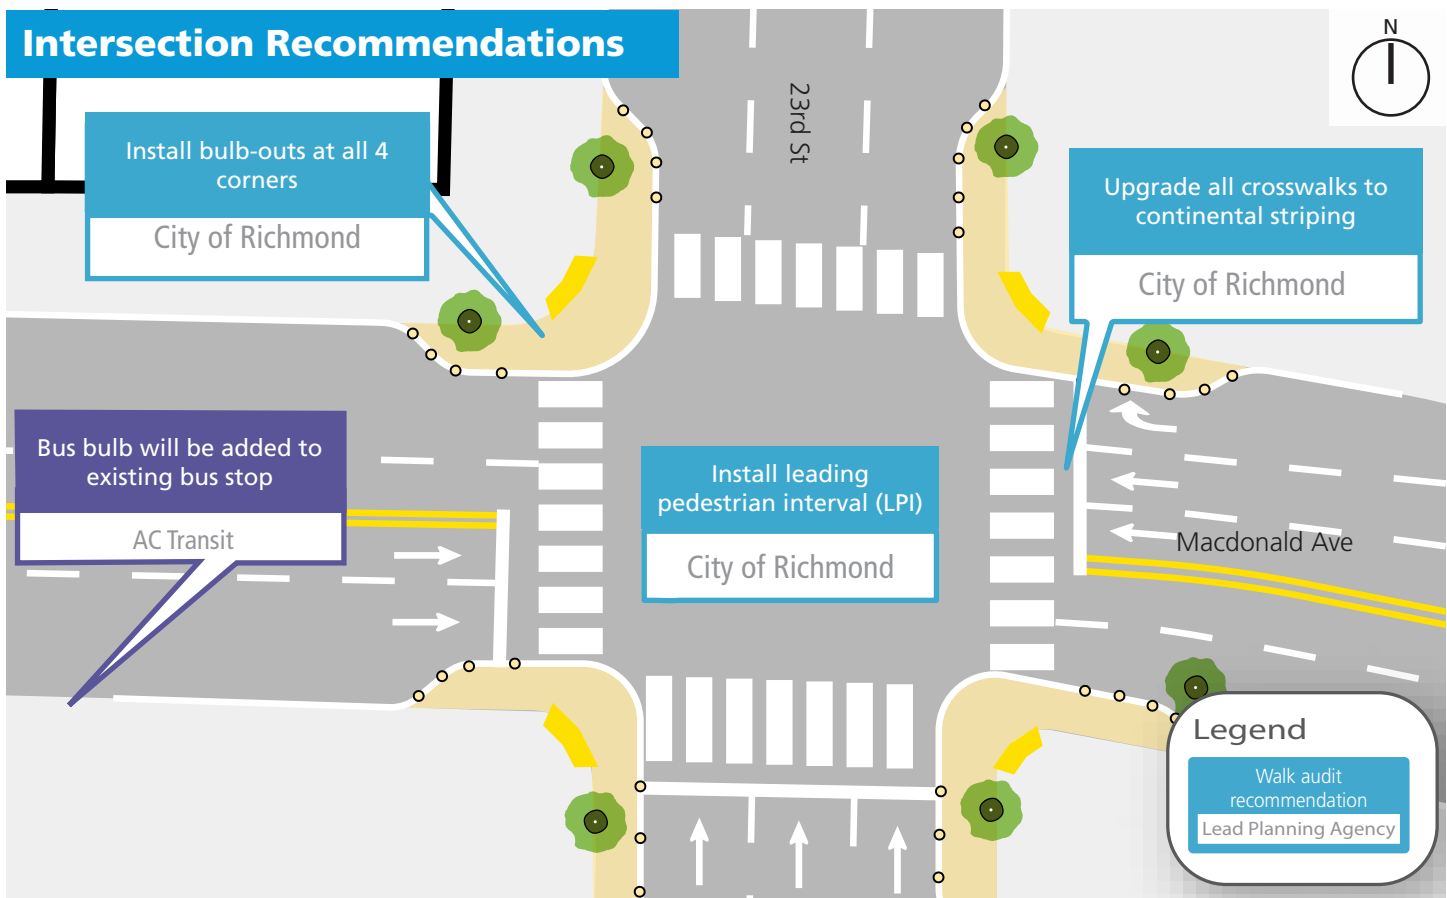 Intersection Recommendations
N
23rd St
Install bulb-outs at all 4
corners
City of Richmond
Upgrade all crosswalks to
continental striping
City of Richmond
Bus bulb will be added to
existing bus stop
AC Transit
Install leading
pedestrian interval (LPI)
City of Richmond
Macdonald Ave
Legend
Walk audit
recommendation
Lead Planning Agency